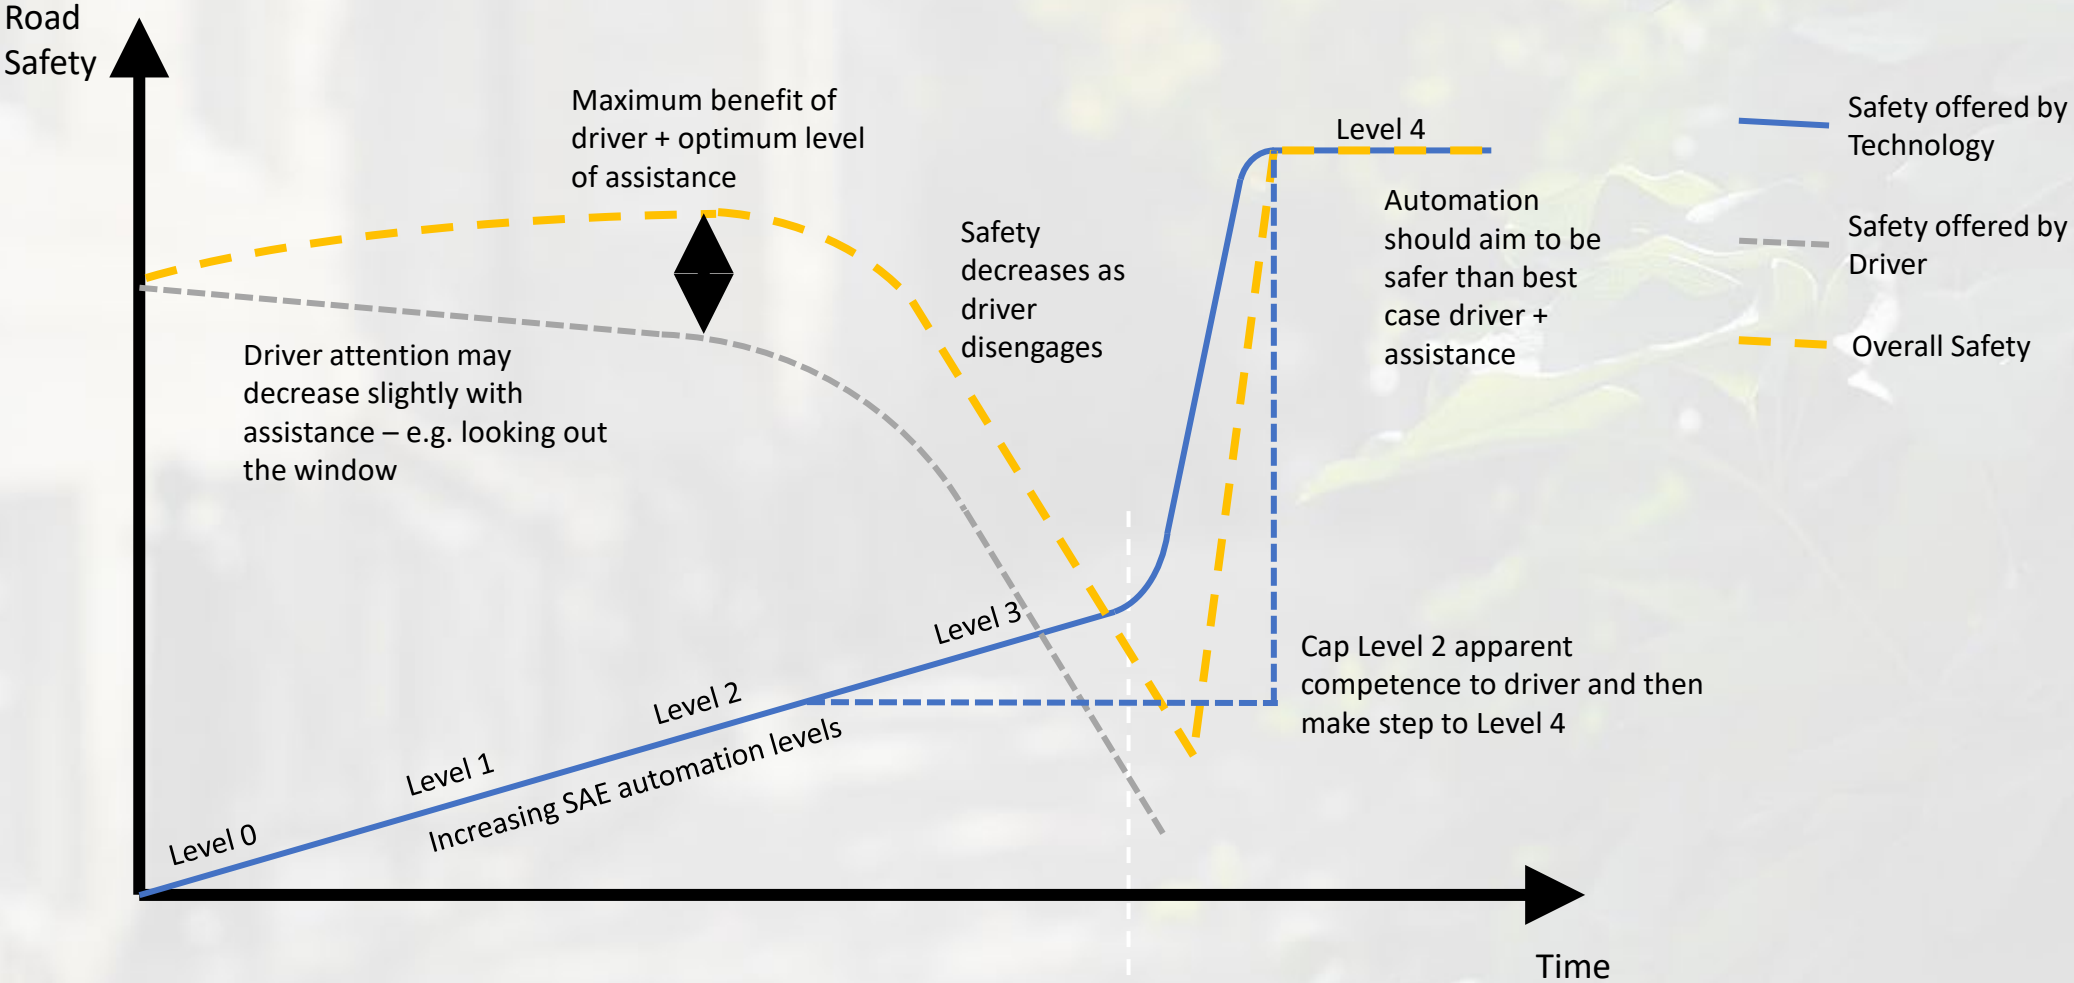 Road
Safety
Maximum benefit of
driver + optimum level
of assistance
Level 4
Safety offered by
Technology
Automation
should aim to be
safer than best
case driver +
assistance
Safety offered by
Driver
Overall Safety
Safety
decreases as
driver
disengages
Driver attention may
decrease slightly with
assistance – e.g. looking out
the window
Level 3
Level 2
Level 1
Level 0
Increasing SAE automation levels
Cap Level 2 apparent
competence to driver and then
make step to Level 4
Time